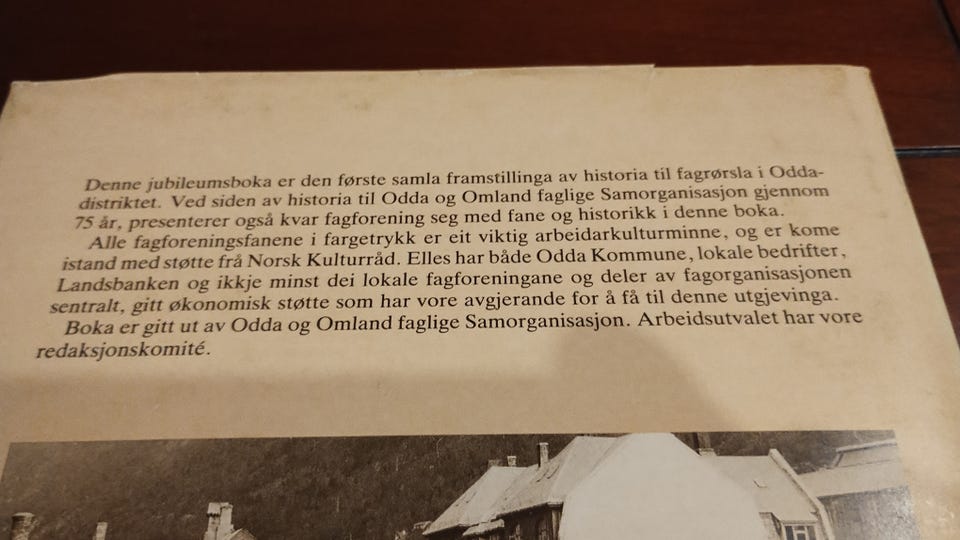 Denne jubileumsboka er den første samla framstillinga av historia til fagrørsla i Odda-
distriktet. Ved siden av historia til Odda og Omland faglige Samorganisasjon gjennom
75 år, presenterer også kvar fagforening seg med fane og historikk i denne boka.
Alle fagforeningsfanene i fargetrykk er eit viktig arbeidarkulturminne, og er kome
istand med støtte frå Norsk Kulturråd. Elles har både Odda Kommune, lokale bedrifter,
Landsbanken og ikkje minst dei lokale fagforeningane og deler av fagorganisasjonen
sentralt, gitt økonomisk støtte som har vore avgjerande for å få til denne utgjevinga.
Boka er gitt ut av Odda og Omland faglige Samorganisasjon. Arbeidsutvalet har vore
redaksjonskomité.